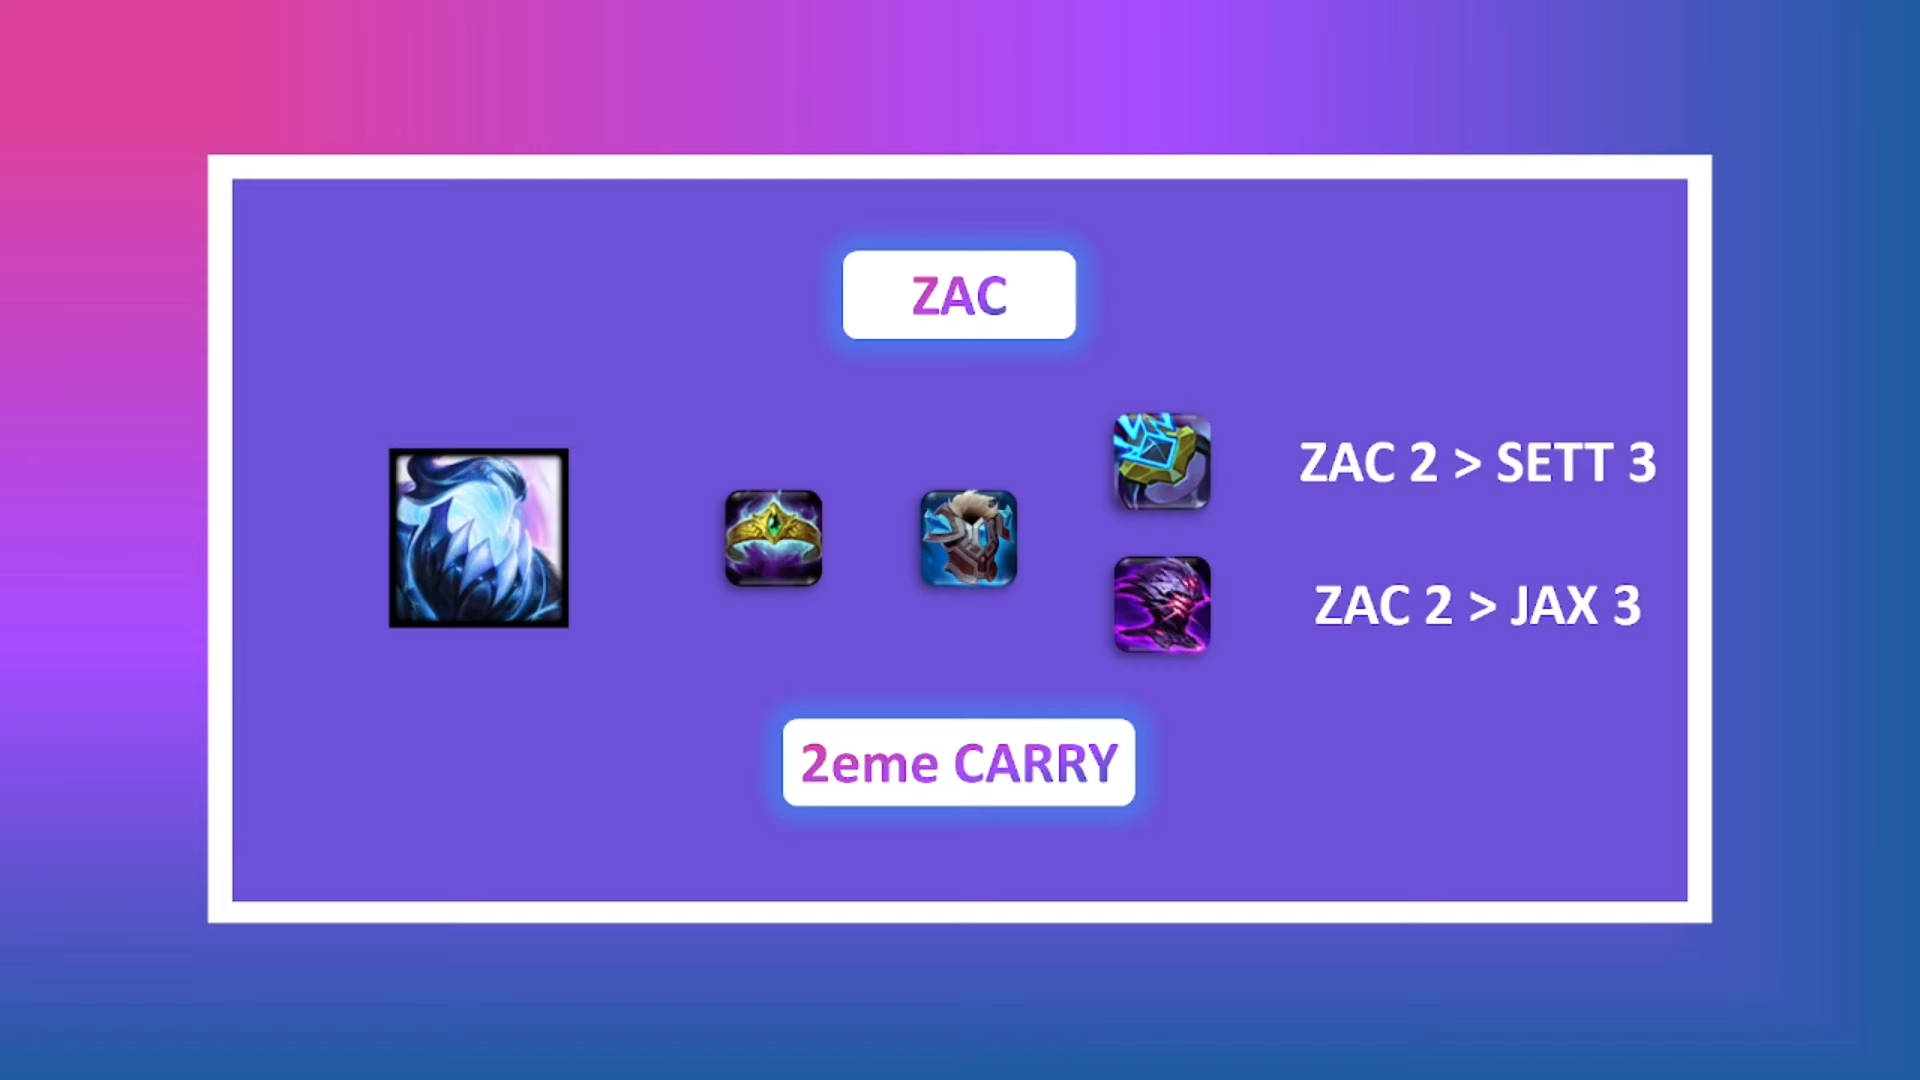 ZAC
ZAC 2 > SETT 3
ZAC 2 > JAX 3
2eme CARRY